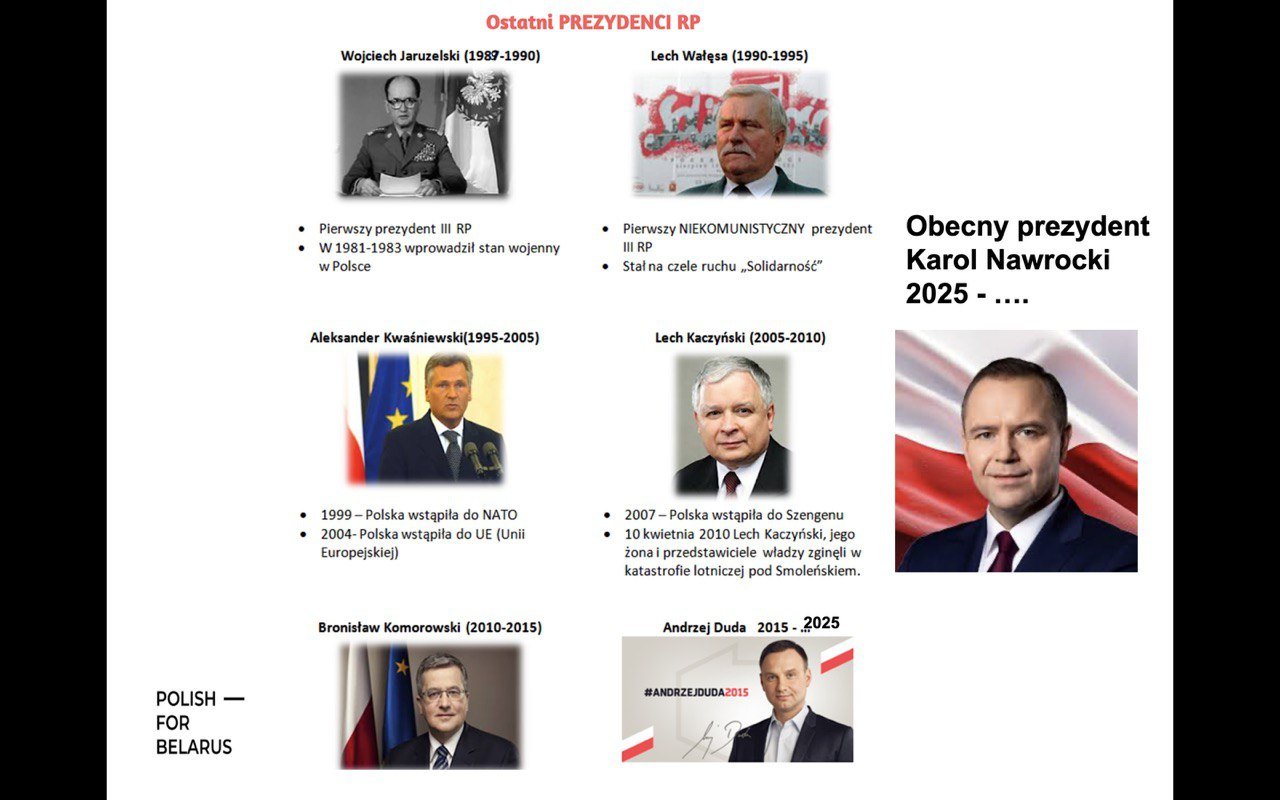 Ostatni PREZYDENCI RP
Wojciech Jaruzelski (1989-1990)
Pierwszy prezydent III RP
W 1981-1983 wprowadził stan wojenny
w Polsce
Lech Wałęsa (1990-1995)
Pierwszy NIEKOMUNISTYCZNY prezydent
III RP
Stał na czele ruchu „Solidarność”
Aleksander Kwaśniewski(1995-2005)
1999 – Polska wstąpiła do NATO
2004- Polska wstąpiła do UE (Unii
Europejskiej)
Lech Kaczyński (2005-2010)
2007 – Polska wstąpiła do Szengenu
10 kwietnia 2010 Lech Kaczyński, jego
żona i przedstawiciele władzy zginęli w
katastrofie lotniczej pod Smoleńskiem.
Bronisław Komorowski (2010-2015)
Andrzej Duda 2015 - ... 2025
#ANDRZEJDUDA2015
Obecny prezydent
Karol Nawrocki
2025 - ....
POLISH —
FOR
BELARUS